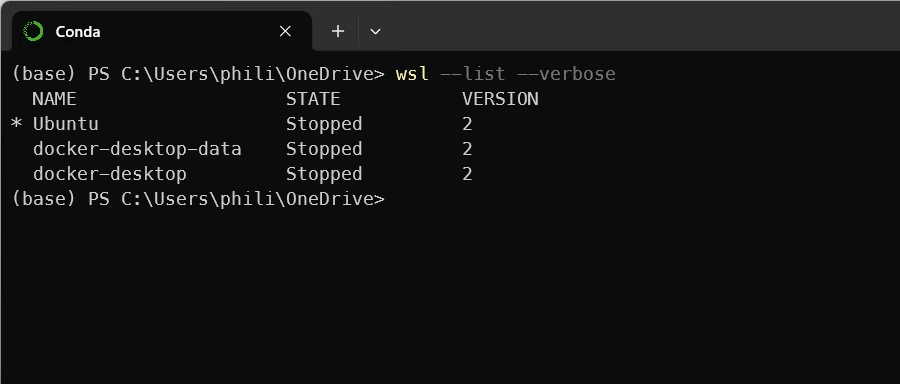 Conda
(base) PS C:\Users\phili\OneDrive> wsl --list --verbose
  NAME                   STATE           VERSION
* Ubuntu                 Stopped         2
  docker-desktop-data    Stopped         2
  docker-desktop         Stopped         2
(base) PS C:\Users\phili\OneDrive>